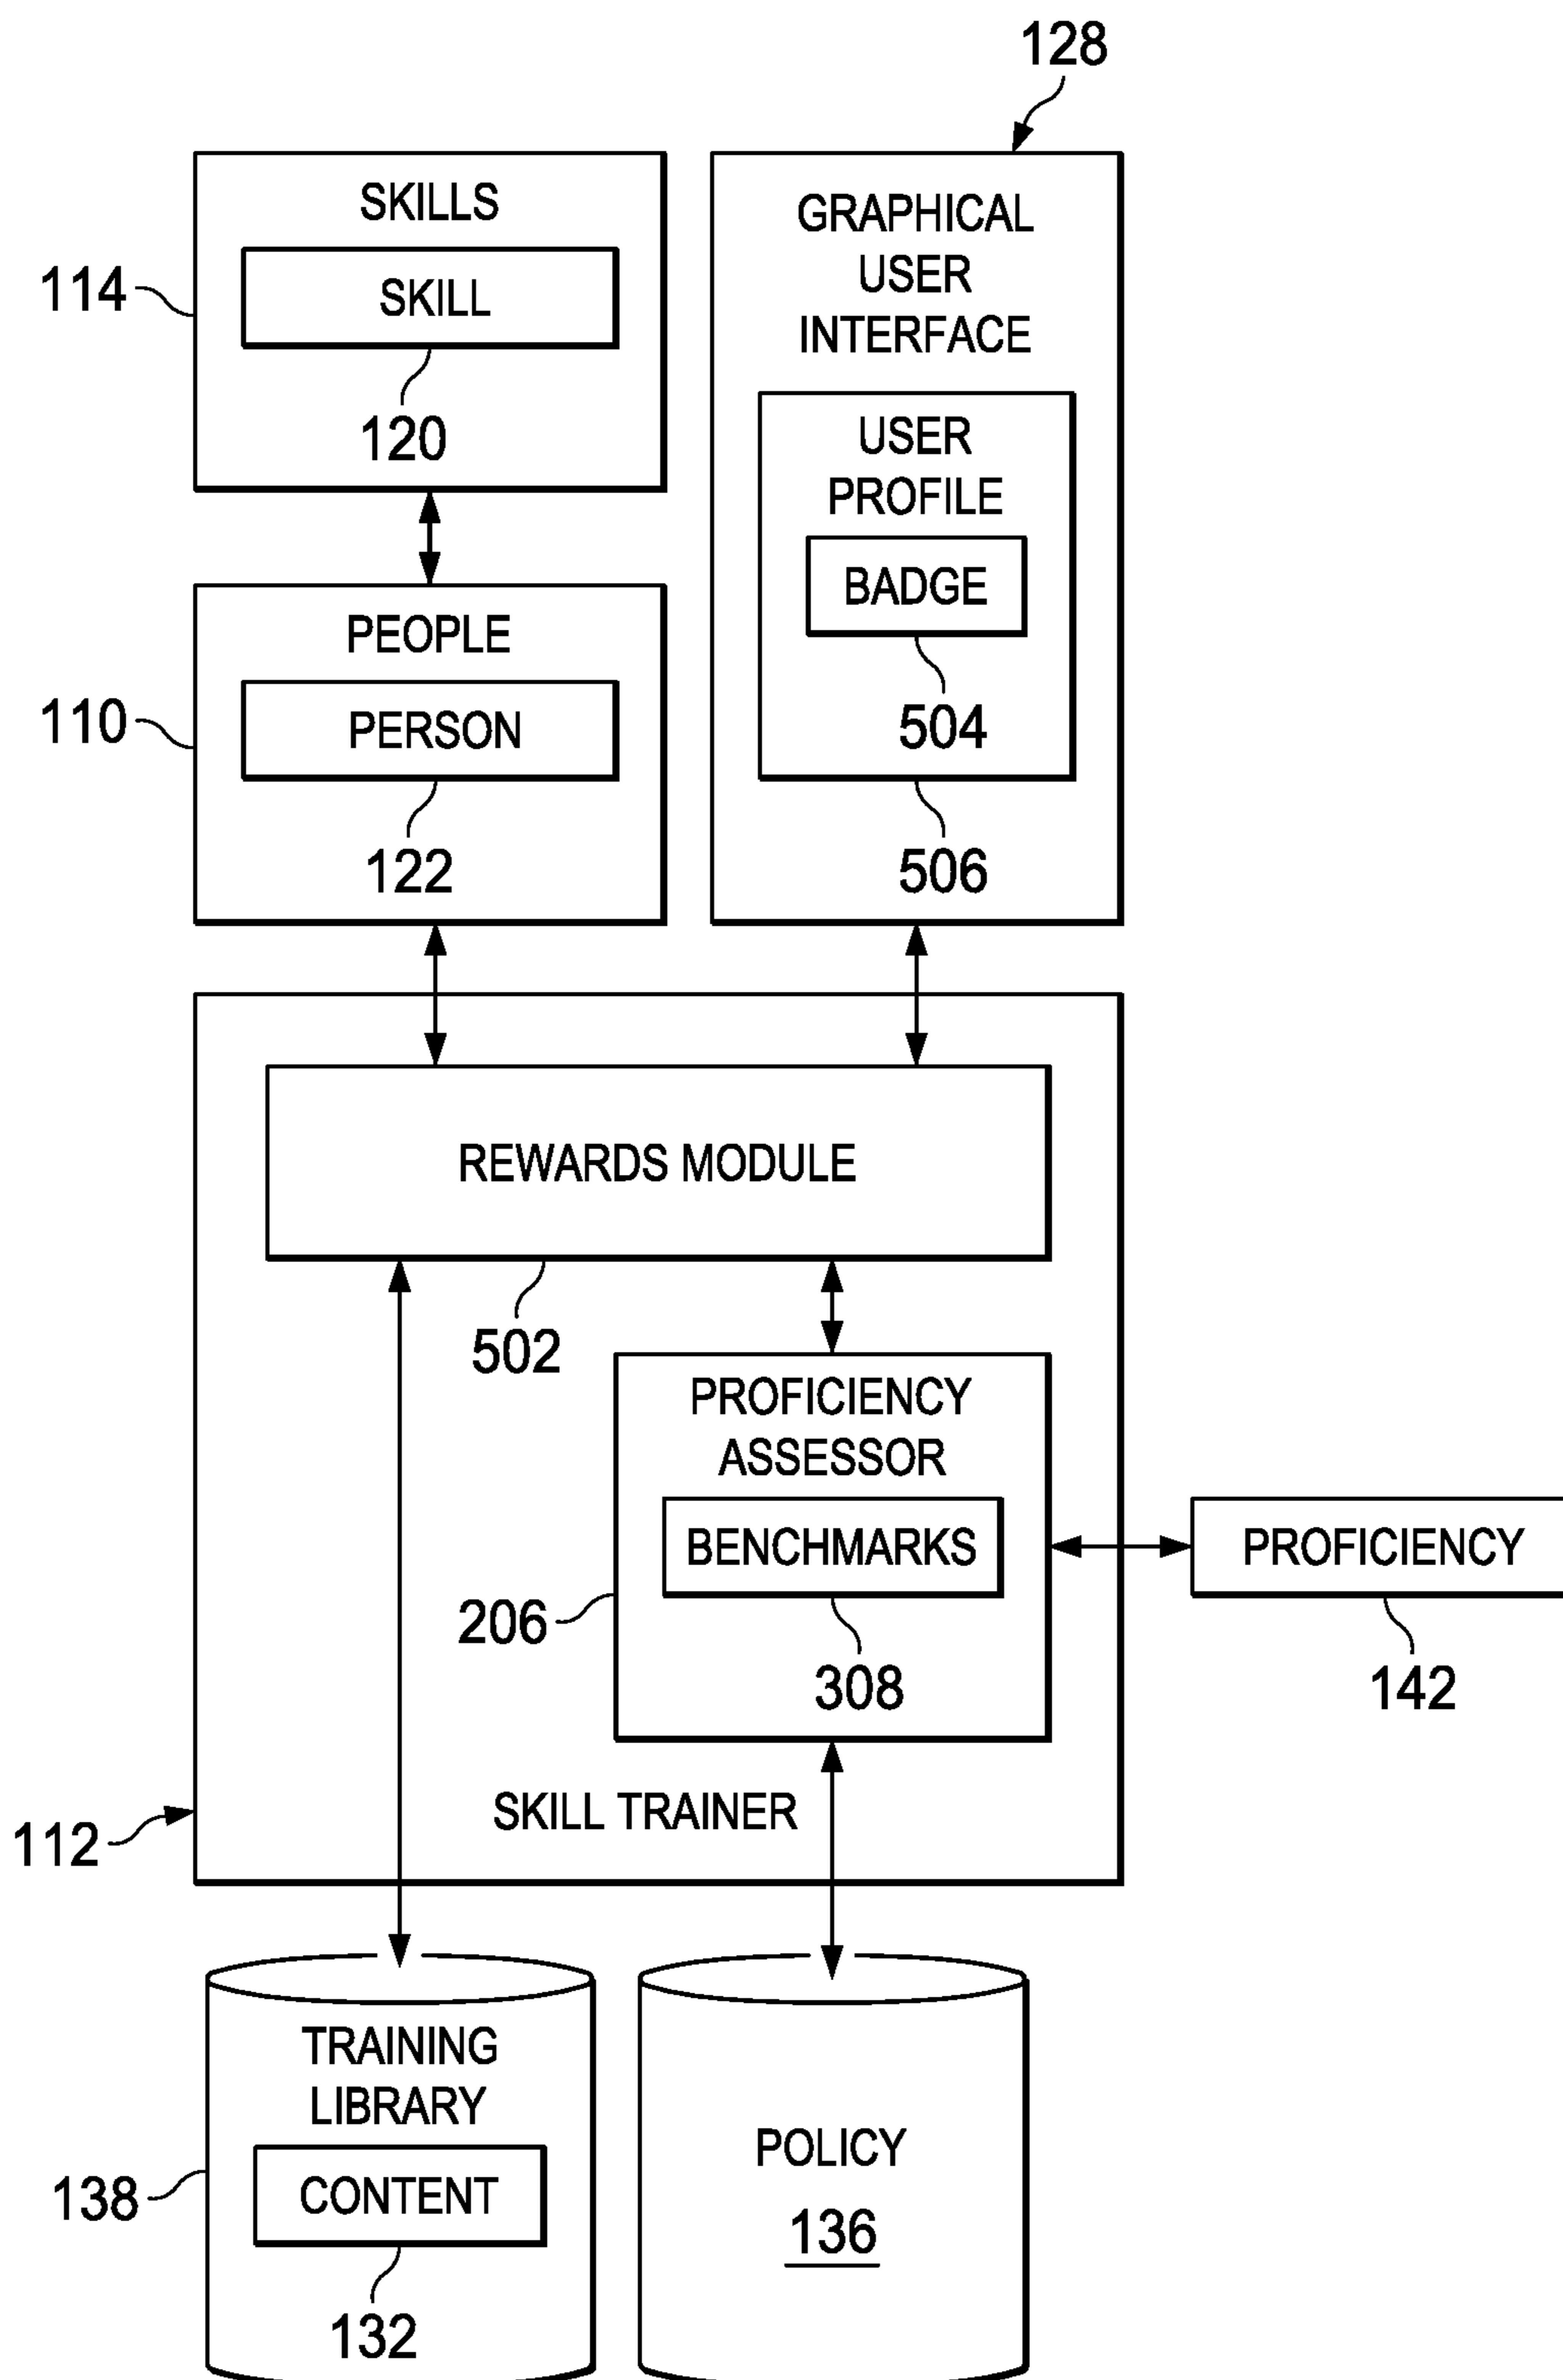 128
SKILLS
SKILL
114
120
GRAPHICAL
USER
INTERFACE
USER
PROFILE
BADGE
504
506
PEOPLE
PERSON
110
122
REWARDS MODULE
502
PROFICIENCY
ASSESSOR
BENCHMARKS
206
308
PROFICIENCY
142
SKILL TRAINER
112
TRAINING
LIBRARY
CONTENT
138
132
POLICY
136